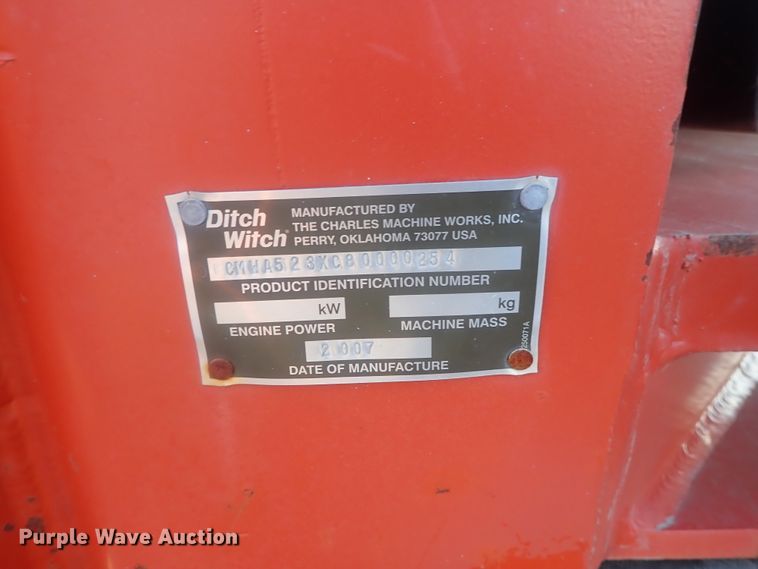 Ditch Witch®
MANUFACTURED BY
THE CHARLES MACHINE WORKS, INC.
PERRY, OKLAHOMA 73077 USA
CMWA523XC80000254
PRODUCT IDENTIFICATION NUMBER
kW
kg
ENGINE POWER
MACHINE MASS
2007
DATE OF MANUFACTURE
250071A
Purple Wave Auction